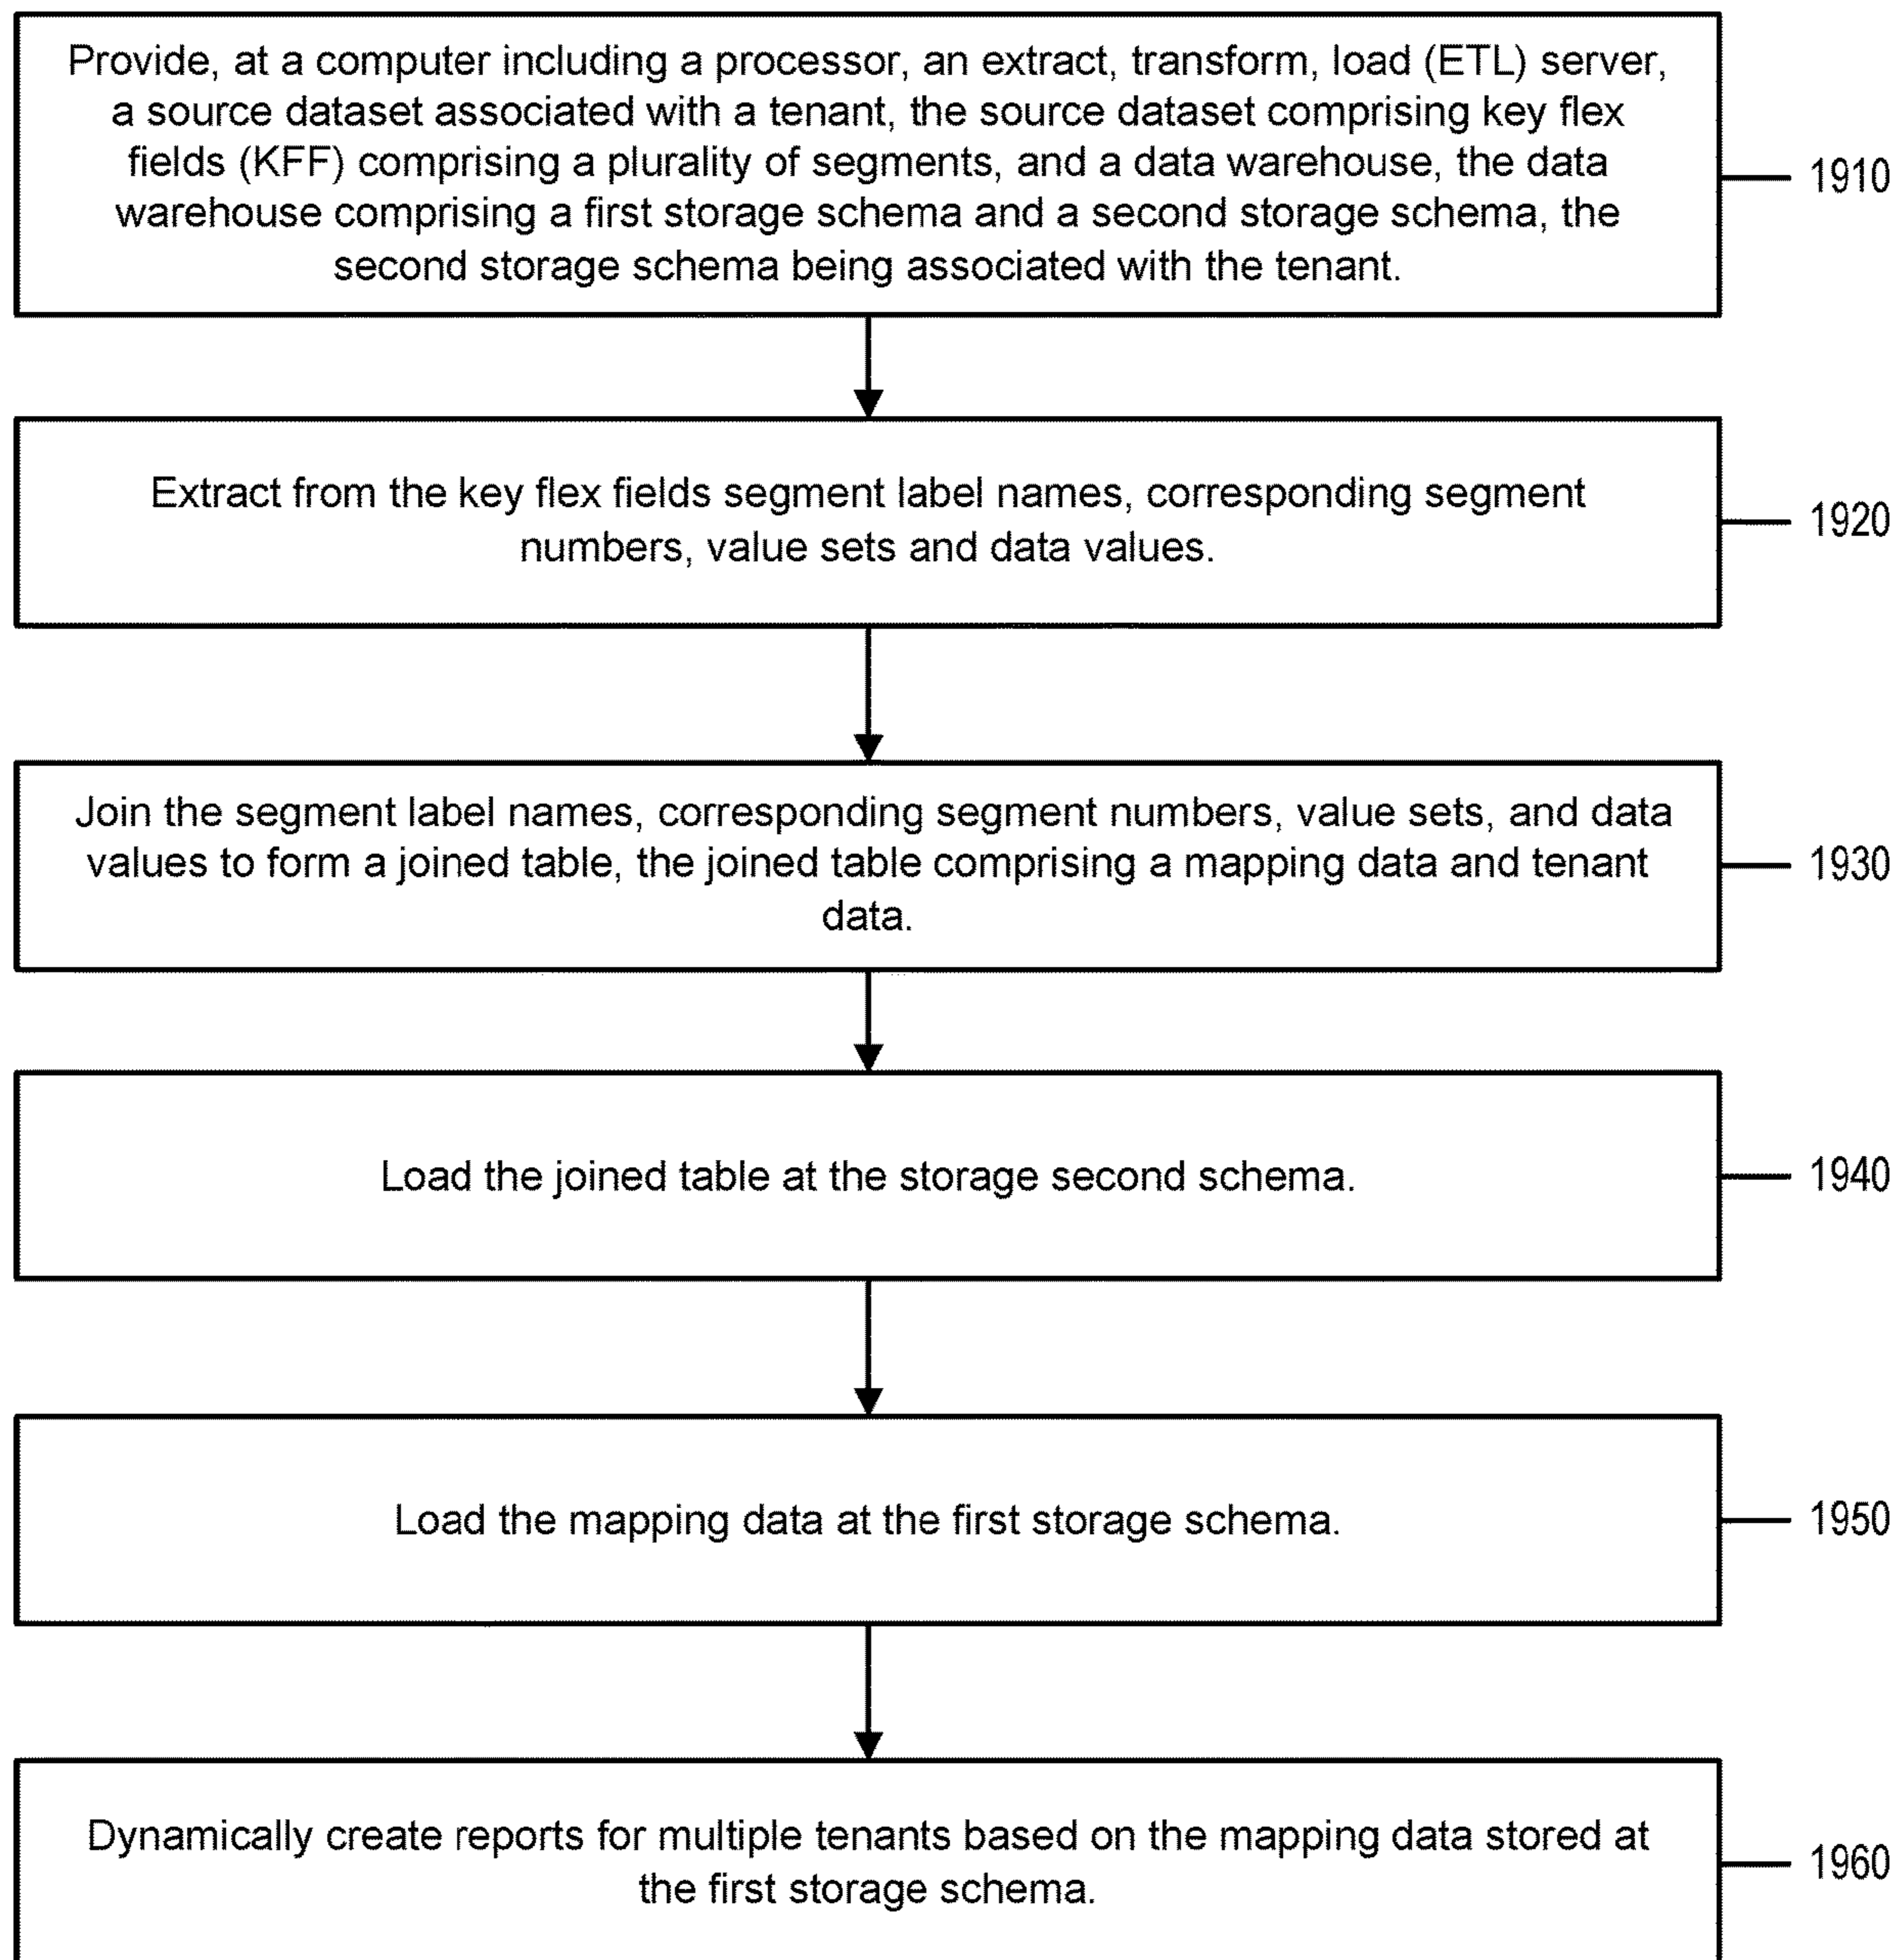 Provide, at a computer including a processor, an extract, transform, load (ETL) server,
a source dataset associated with a tenant, the source dataset comprising key flex
fields (KFF) comprising a plurality of segments, and a data warehouse, the data
warehouse comprising a first storage schema and a second storage schema, the
second storage schema being associated with the tenant.
1910
Extract from the key flex fields segment label names, corresponding segment
numbers, value sets and data values.
1920
Join the segment label names, corresponding segment numbers, value sets, and data
values to form a joined table, the joined table comprising a mapping data and tenant
data.
1930
Load the joined table at the storage second schema.
1940
Load the mapping data at the first storage schema.
1950
Dynamically create reports for multiple tenants based on the mapping data stored at
the first storage schema.
1960